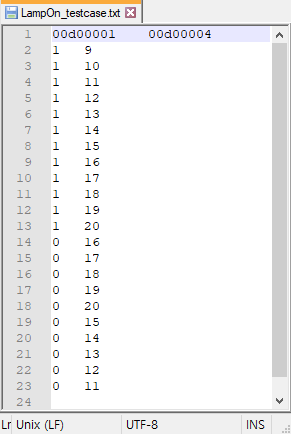 LampOn_testcase.txt
1 00d00001 00d00004
2 1 9
3 1 10
4 1 11
5 1 12
6 1 13
7 1 14
8 1 15
9 1 16
10 1 17
11 1 18
12 1 19
13 1 20
14 0 16
15 0 17
16 0 18
17 0 19
18 0 20
19 0 15
20 0 14
21 0 13
22 0 12
23 0 11
24
Lr Unix (LF) UTF-8 INS